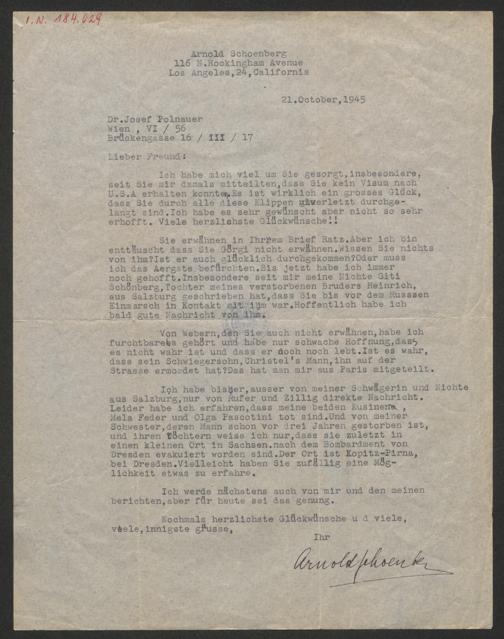 I.N. 184.029
Arnold Schoenberg
116 N.Rockingham Avenue
Los Angeles,24,California
21.October,1945
Dr.Josef Polnauer
Wien , VI / 56
Brückengasse 16 / III / 17
Lieber Freund:
Ich habe mich viel um Sie gesorgt,insbesondere,
seit Sie mir damals mitteilten,dass Sie kein Visum nach
U.S.A erhalten konnten.Es ist wirklich ein grosses Glück,
dass Sie durch alle diese Klippen unverletzt durchge-
langt sind.Ich habe es sehr gewünscht aber nicht so sehr
erhofft. Viele herzlichste Glückwünsche!!
Sie erwähnen in Ihrem Brief Ratz.Aber ich bin
enttäuscht dass Sie Görgi nicht erwähnen.Wissen Sie nichts
von ihm?Ist er auch glücklich durchgekommen?Oder muss
ich das Aergste befürchten.Bis jetzt habe ich immer
noch gehofft.Insbesondere seit mir meine Nichte Giti
Schönberg,Tochter meines verstorbenen Bruders Heinrich,
aus Salzburg geschrieben hat,dass Sie bis vor dem Russsen
Einmarsch in Kontakt mit ihm war.Hoffentlich habe ich
bald gute Nachricht von ihm.
Von Webern,den Sie auch nicht erwähnen,habe ich
furchtbares gehört und habe nur schwache Hoffnung,dass
es nicht wahr ist und dass er doch noch lebt.Ist es wahr,
dass sein Schwiegersohn,Christel's Mann,ihn auf der
Strasse ermordet hat?Das hat man mir aus Paris mitgeteilt.
Ich habe bisher,ausser von meiner Schwägerin und Nichte
aus Salzburg,nur von Rufer und Zillig direkte Nachricht.
Leider habe ich erfahren,dass meine beiden Kusinen,
Mela Feder und Olga Pascotini tot sind.Und von meiner
Schwester,deren Mann schon vor drei Jahren gestorben ist,
und ihren Töchtern weiss ich nur,dass sie zuletzt in
einen kleinen Ort in Sachsen.nach dem Bombardment von
Dresden evakuiert worden sind.Der Ort ist Kopitz-Pirna,
bei Dresden.Vielleicht haben Sie zufällig eine Mög-
lichkeit etwas zu erfahre.
Ich werde nächstens auch von mir und den meinen
berichten,aber für heute sei das genung.
Nochmals herzlichste Glückwünsche u d viele,
viele,innigste grüsse,
Ihr
Arnold Schoenberg